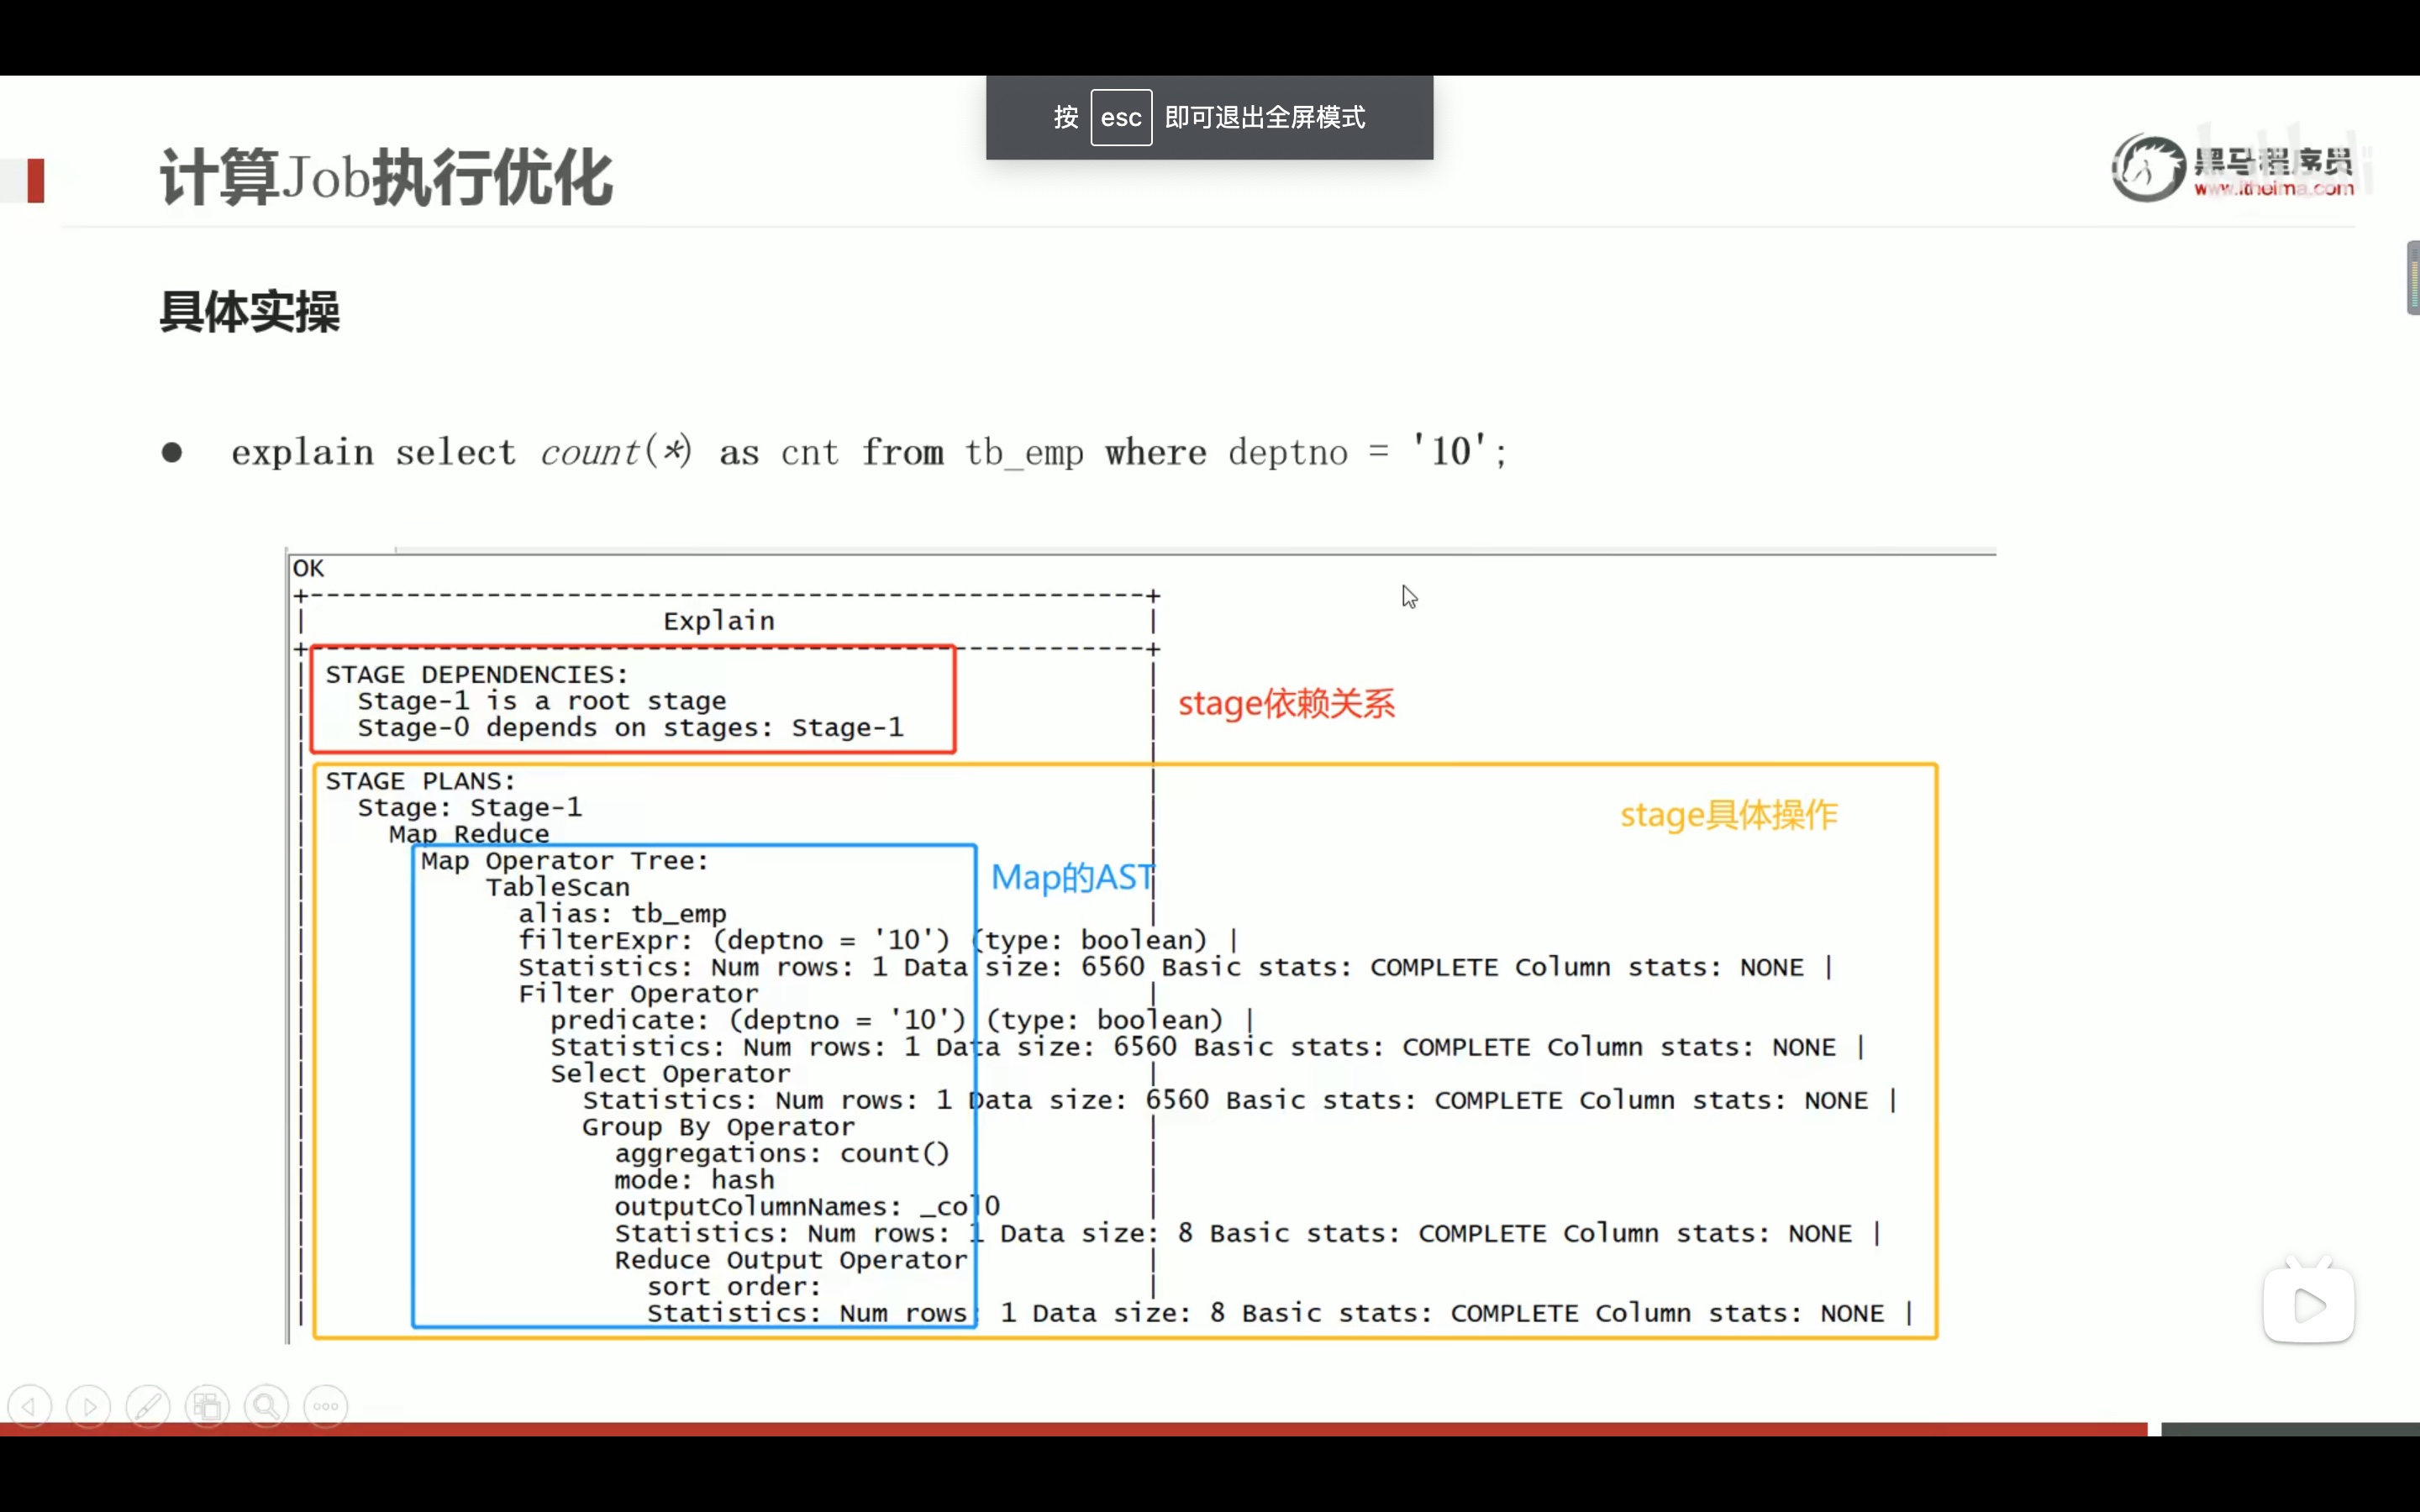 按 esc 即可退出全屏模式
计算Job执行优化
黑马程序员
www.itheima.com
具体实操
● explain select count(*) as cnt from tb_emp where deptno = '10';
OK
+----------------------------------------------------+
| Explain |
+----------------------------------------------------+
| STAGE DEPENDENCIES: |
| Stage-1 is a root stage |
| Stage-0 depends on stages: Stage-1 |
stage依赖关系
| STAGE PLANS: |
| Stage: Stage-1 |
stage具体操作
| Map Reduce |
| Map Operator Tree: |
Map的AST
| TableScan |
| alias: tb_emp |
| filterExpr: (deptno = '10') (type: boolean) |
| Statistics: Num rows: 1 Data size: 6560 Basic stats: COMPLETE Column stats: NONE |
| Filter Operator |
| predicate: (deptno = '10') (type: boolean) |
| Statistics: Num rows: 1 Data size: 6560 Basic stats: COMPLETE Column stats: NONE |
| Select Operator |
| Statistics: Num rows: 1 Data size: 6560 Basic stats: COMPLETE Column stats: NONE |
| Group By Operator |
| aggregations: count() |
| mode: hash |
| outputColumnNames: _col0 |
| Statistics: Num rows: 1 Data size: 8 Basic stats: COMPLETE Column stats: NONE |
| Reduce Output Operator |
| sort order: |
| Statistics: Num rows: 1 Data size: 8 Basic stats: COMPLETE Column stats: NONE |